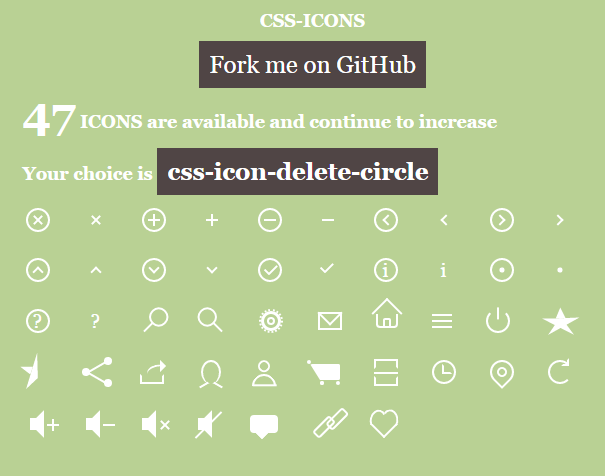 CSS-ICONS
Fork me on GitHub
47 ICONS are available and continue to increase
Your choice is css-icon-delete-circle